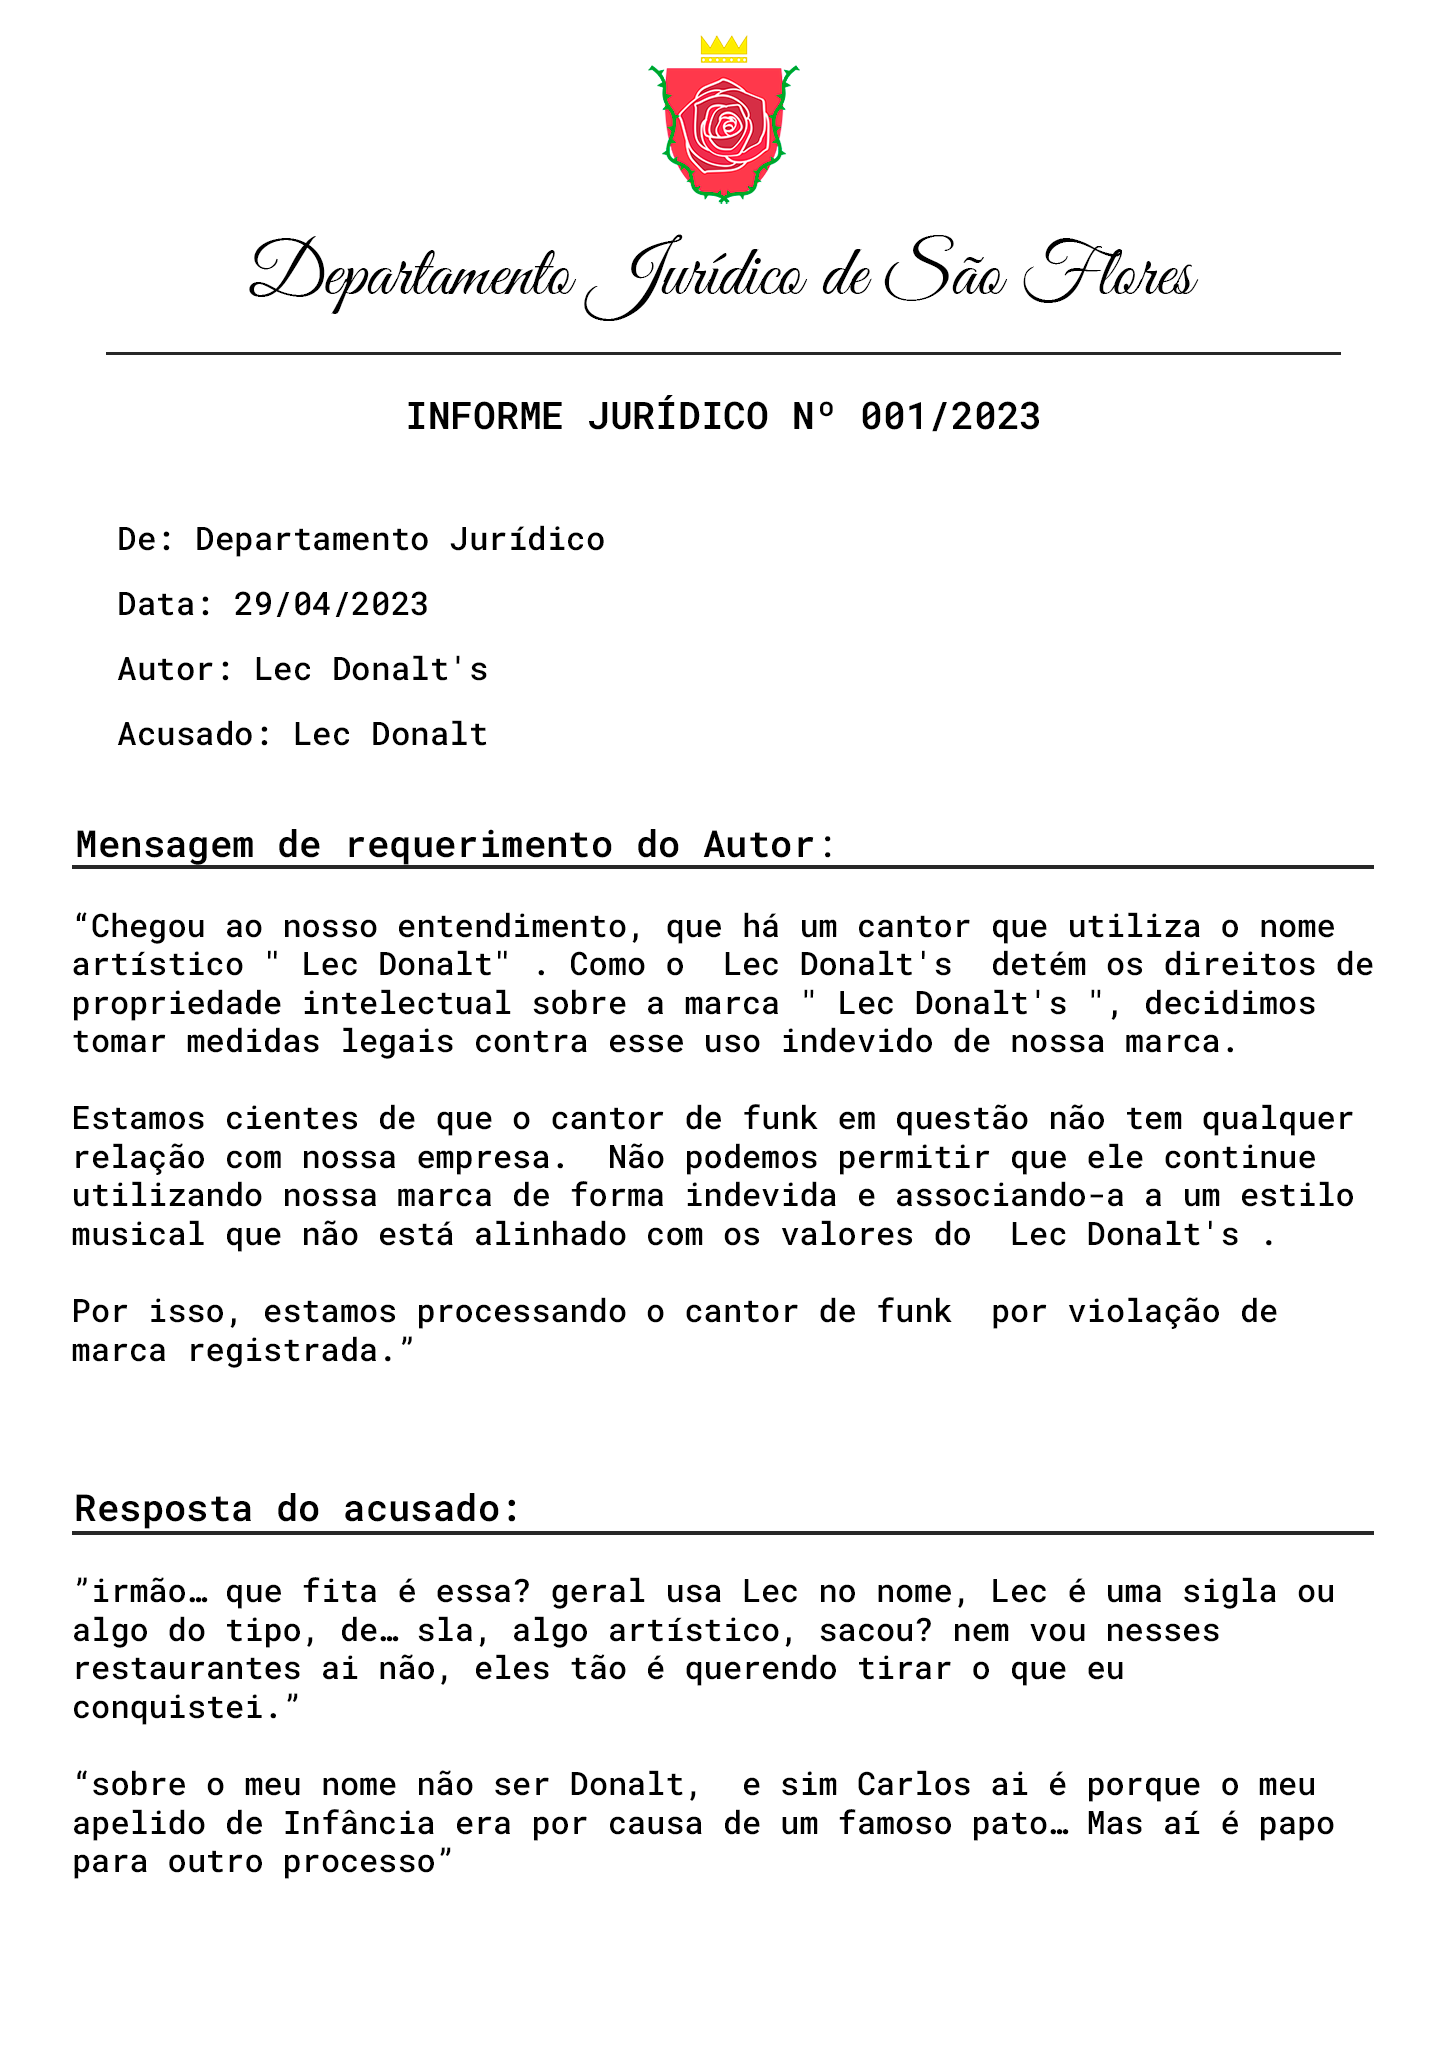 Departamento Jurídico de São Flores
INFORME JURÍDICO Nº 001/2023
De: Departamento Jurídico
Data: 29/04/2023
Autor: Lec Donalt's
Acusado: Lec Donalt
Mensagem de requerimento do Autor:
“Chegou ao nosso entendimento, que há um cantor que utiliza o nome
artístico " Lec Donalt" . Como o  Lec Donalt's  detém os direitos de
propriedade intelectual sobre a marca " Lec Donalt's ", decidimos
tomar medidas legais contra esse uso indevido de nossa marca.
Estamos cientes de que o cantor de funk em questão não tem qualquer
relação com nossa empresa.  Não podemos permitir que ele continue
utilizando nossa marca de forma indevida e associando-a a um estilo
musical que não está alinhado com os valores do  Lec Donalt's .
Por isso, estamos processando o cantor de funk  por violação de
marca registrada.”
Resposta do acusado:
”irmão… que fita é essa? geral usa Lec no nome, Lec é uma sigla ou
algo do tipo, de… sla, algo artístico, sacou? nem vou nesses
restaurantes ai não, eles tão é querendo tirar o que eu
conquistei.”
“sobre o meu nome não ser Donalt,  e sim Carlos ai é porque o meu
apelido de Infância era por causa de um famoso pato… Mas aí é papo
para outro processo”